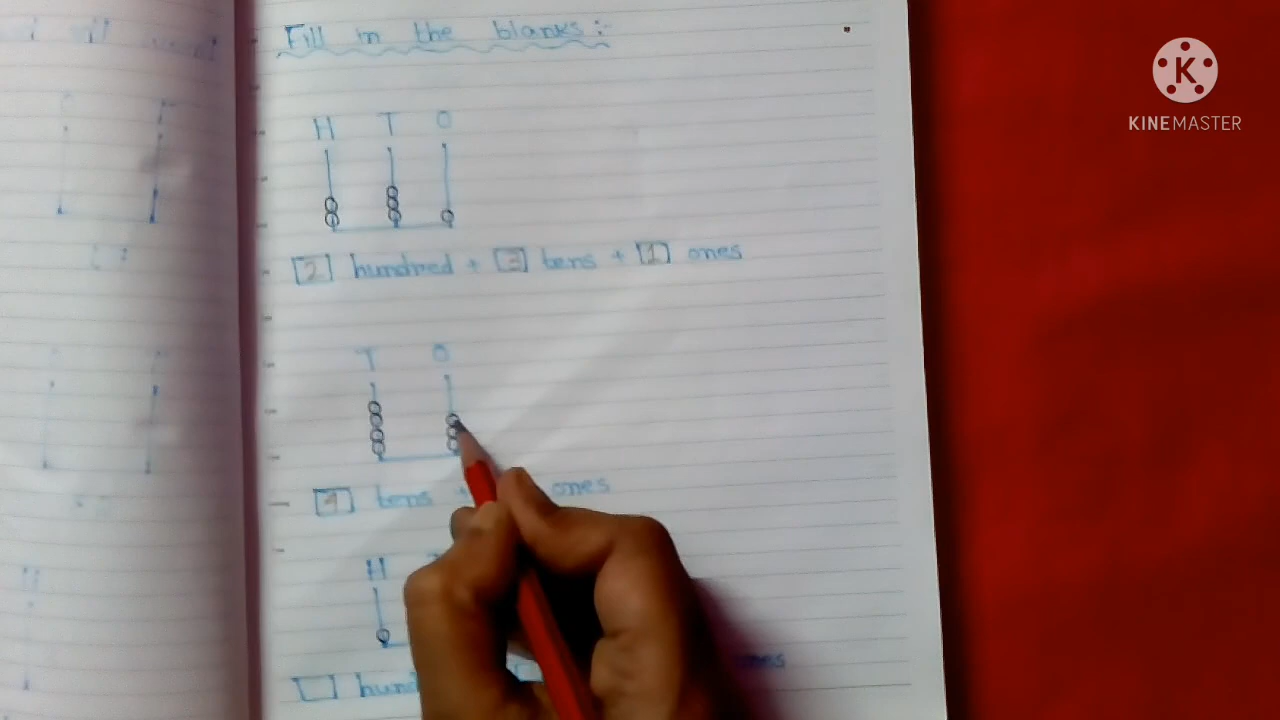 Fill in the blanks :-
K
KINEMASTER
H T O
2 hundred + 3 tens + 1 ones
T O
4 tens + ones
H
hund ones